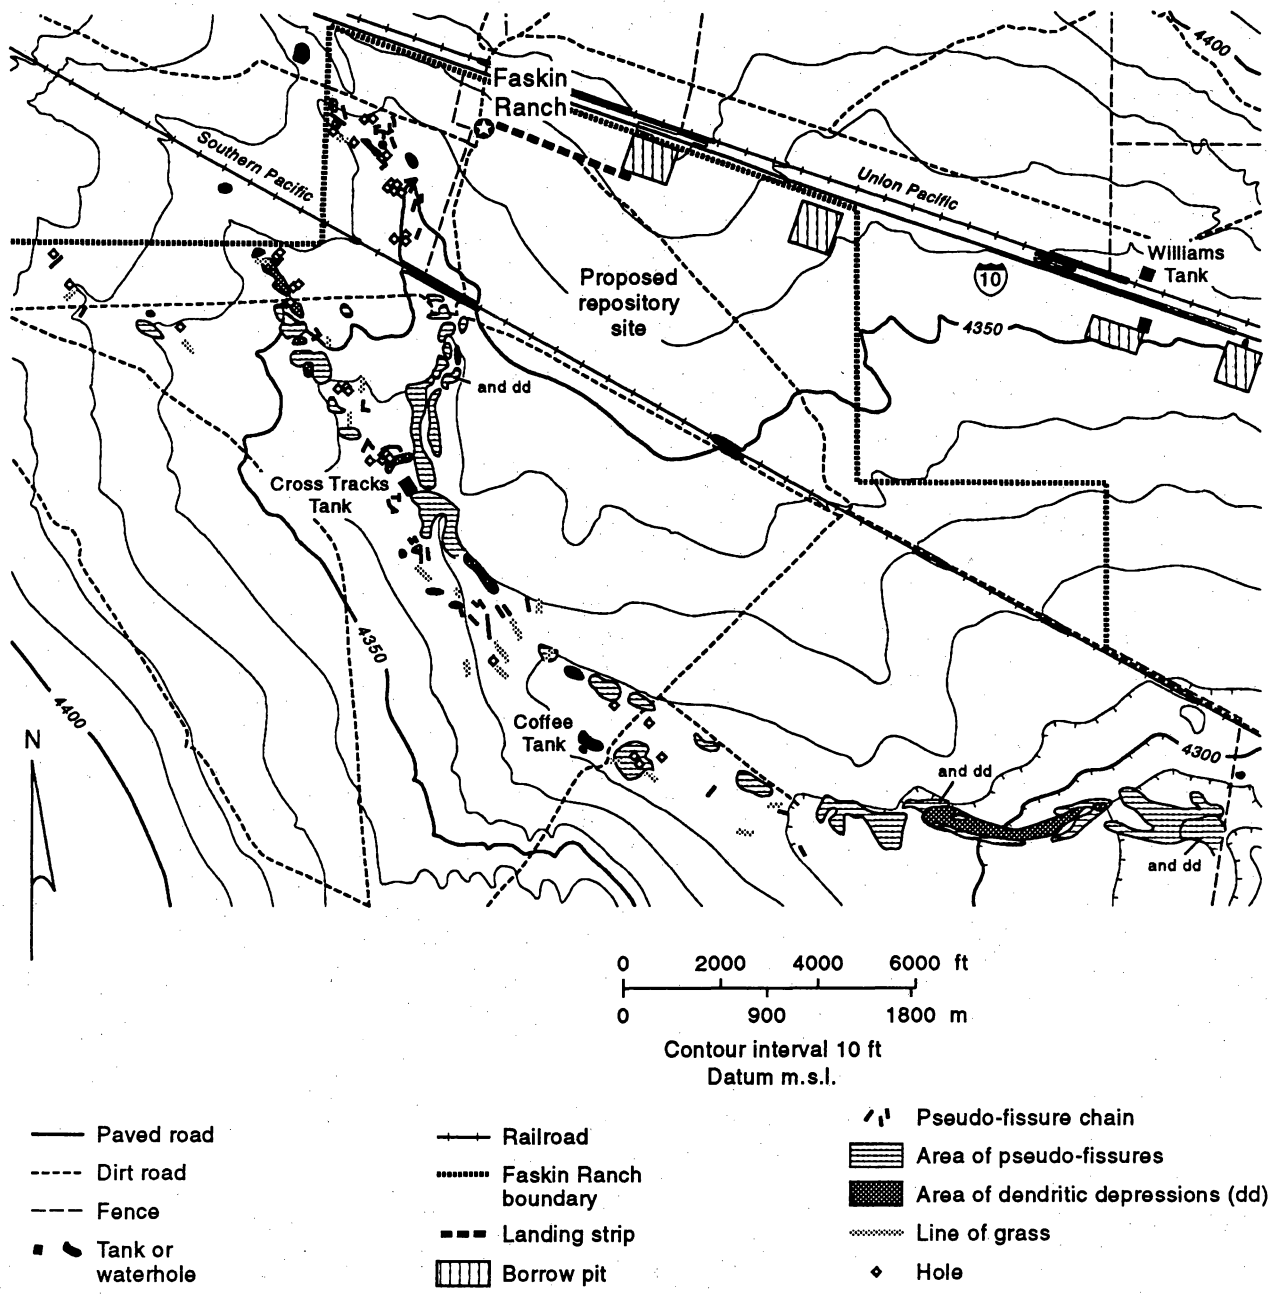 4400
Faskin
Ranch
Southern Pacific
Union Pacific
Williams
Tank
Proposed
repository
site
10
4350
and dd
Cross Tracks
Tank
4350
4400
N
Coffee
Tank
4300
and dd
and dd
0 2000 4000 6000 ft
0 900 1800 m
Contour interval 10 ft
Datum m.s.l.
Paved road
Dirt road
Fence
Tank or
waterhole
Railroad
Faskin Ranch
boundary
Landing strip
Borrow pit
Pseudo-fissure chain
Area of pseudo-fissures
Area of dendritic depressions (dd)
Line of grass
Hole